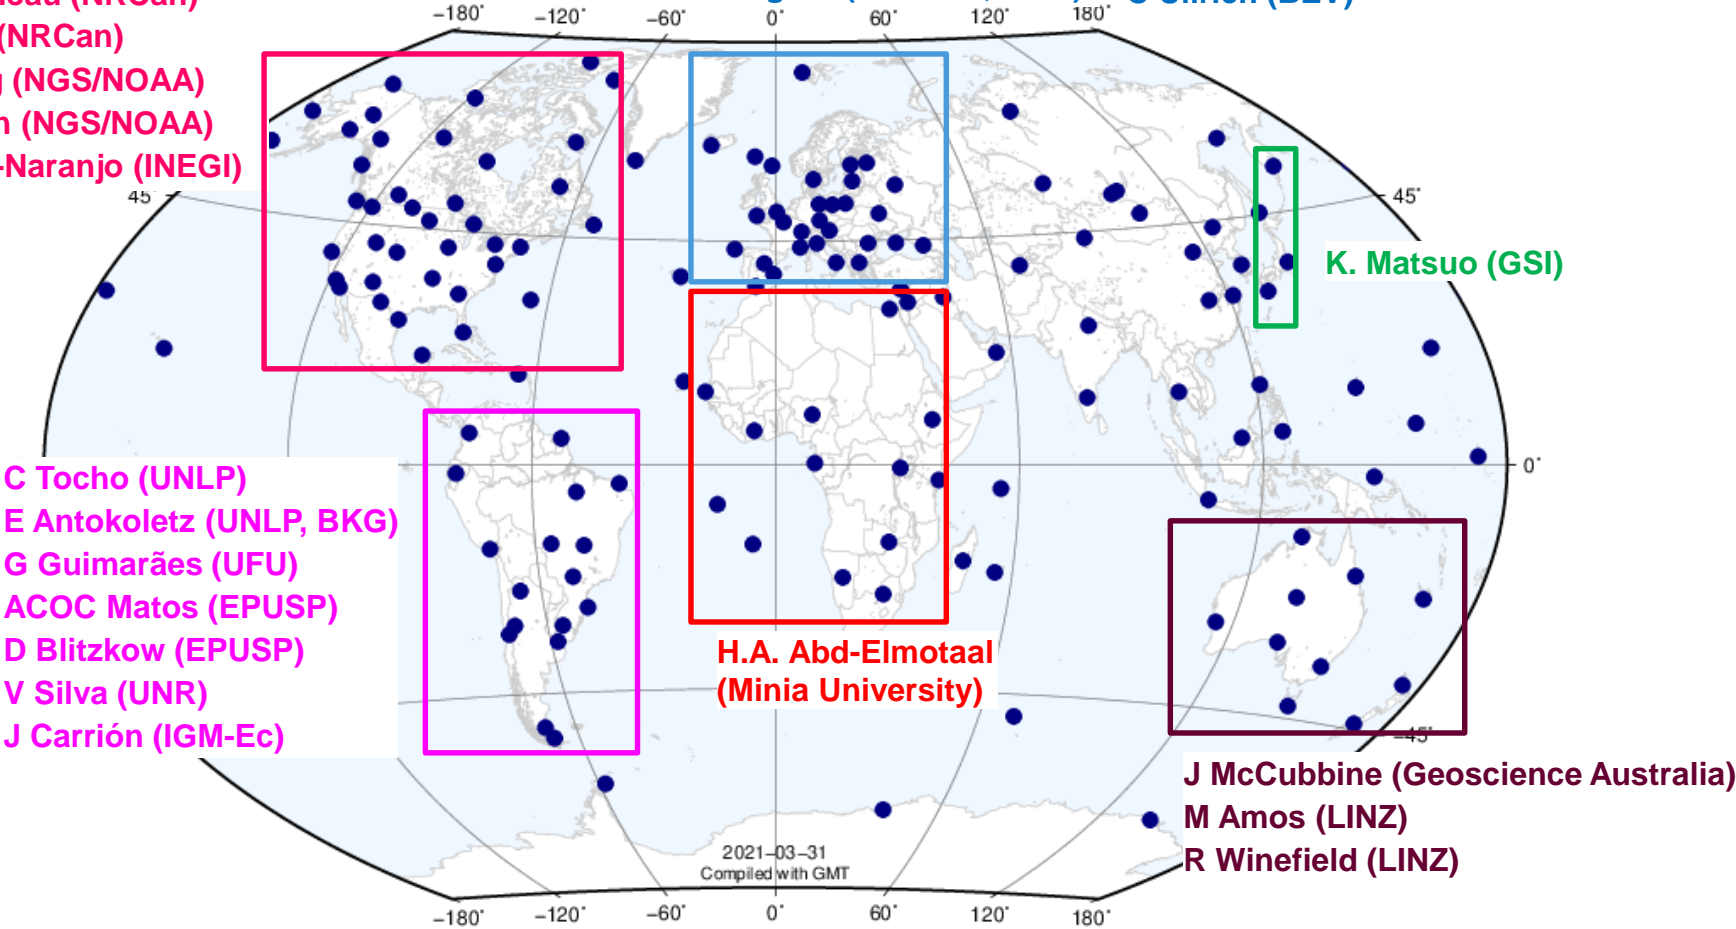 (NRCan)
(NRCan)
(NGS/NOAA)
(NGS/NOAA)
-Naranjo (INEGI)
(BEV)
−180° −120° −60° 0° 60° 120° 180°
45° 45°
K. Matsuo (GSI)
0°
C Tocho (UNLP)
E Antokoletz (UNLP, BKG)
G Guimarães (UFU)
ACOC Matos (EPUSP)
D Blitzkow (EPUSP)
V Silva (UNR)
J Carrión (IGM-Ec)
H.A. Abd-Elmotaal
(Minia University)
−45°
J McCubbine (Geoscience Australia)
M Amos (LINZ)
R Winefield (LINZ)
2021−03−31
Compiled with GMT
−180° −120° −60° 0° 60° 120° 180°